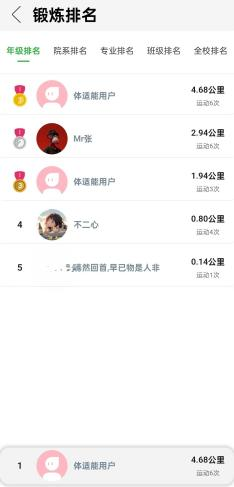 锻炼排名
年级排名 院系排名 专业排名 班级排名 全校排名
1 体适能用户 4.68公里
运动6次
2 Mr张 2.94公里
运动6次
3 体适能用户 1.94公里
运动3次
4 不二心 0.80公里
运动4次
5 蓦然回首,早已物是人非 0.14公里
运动1次
1 体适能用户 4.68公里
运动6次